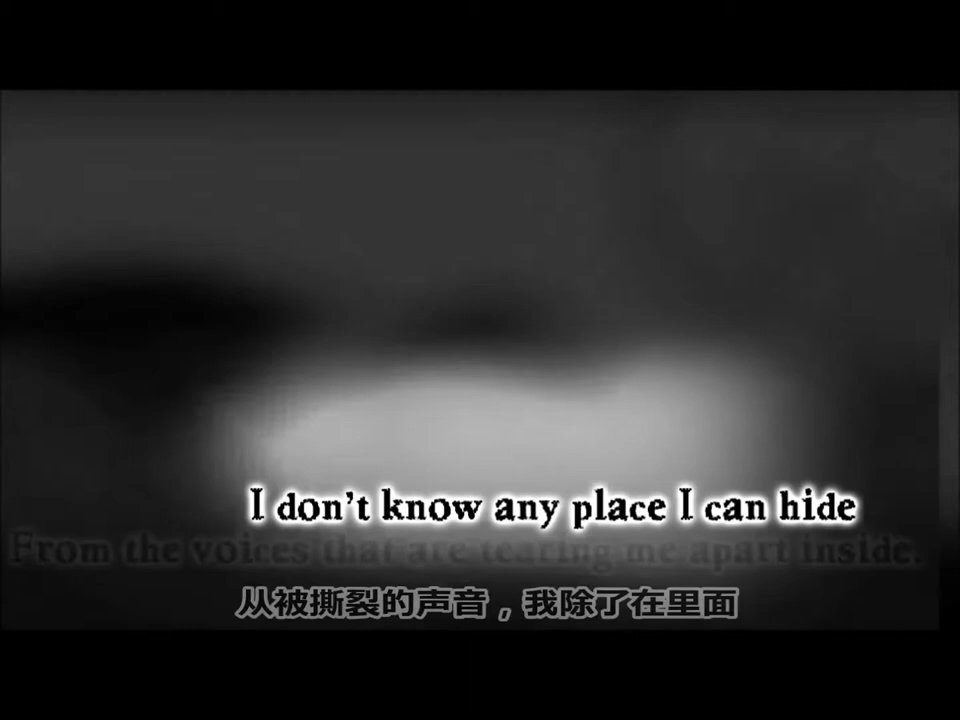 I don't know any place I can hide
From the voices that are tearing me apart inside.
从被撕裂的声音，我除了在里面